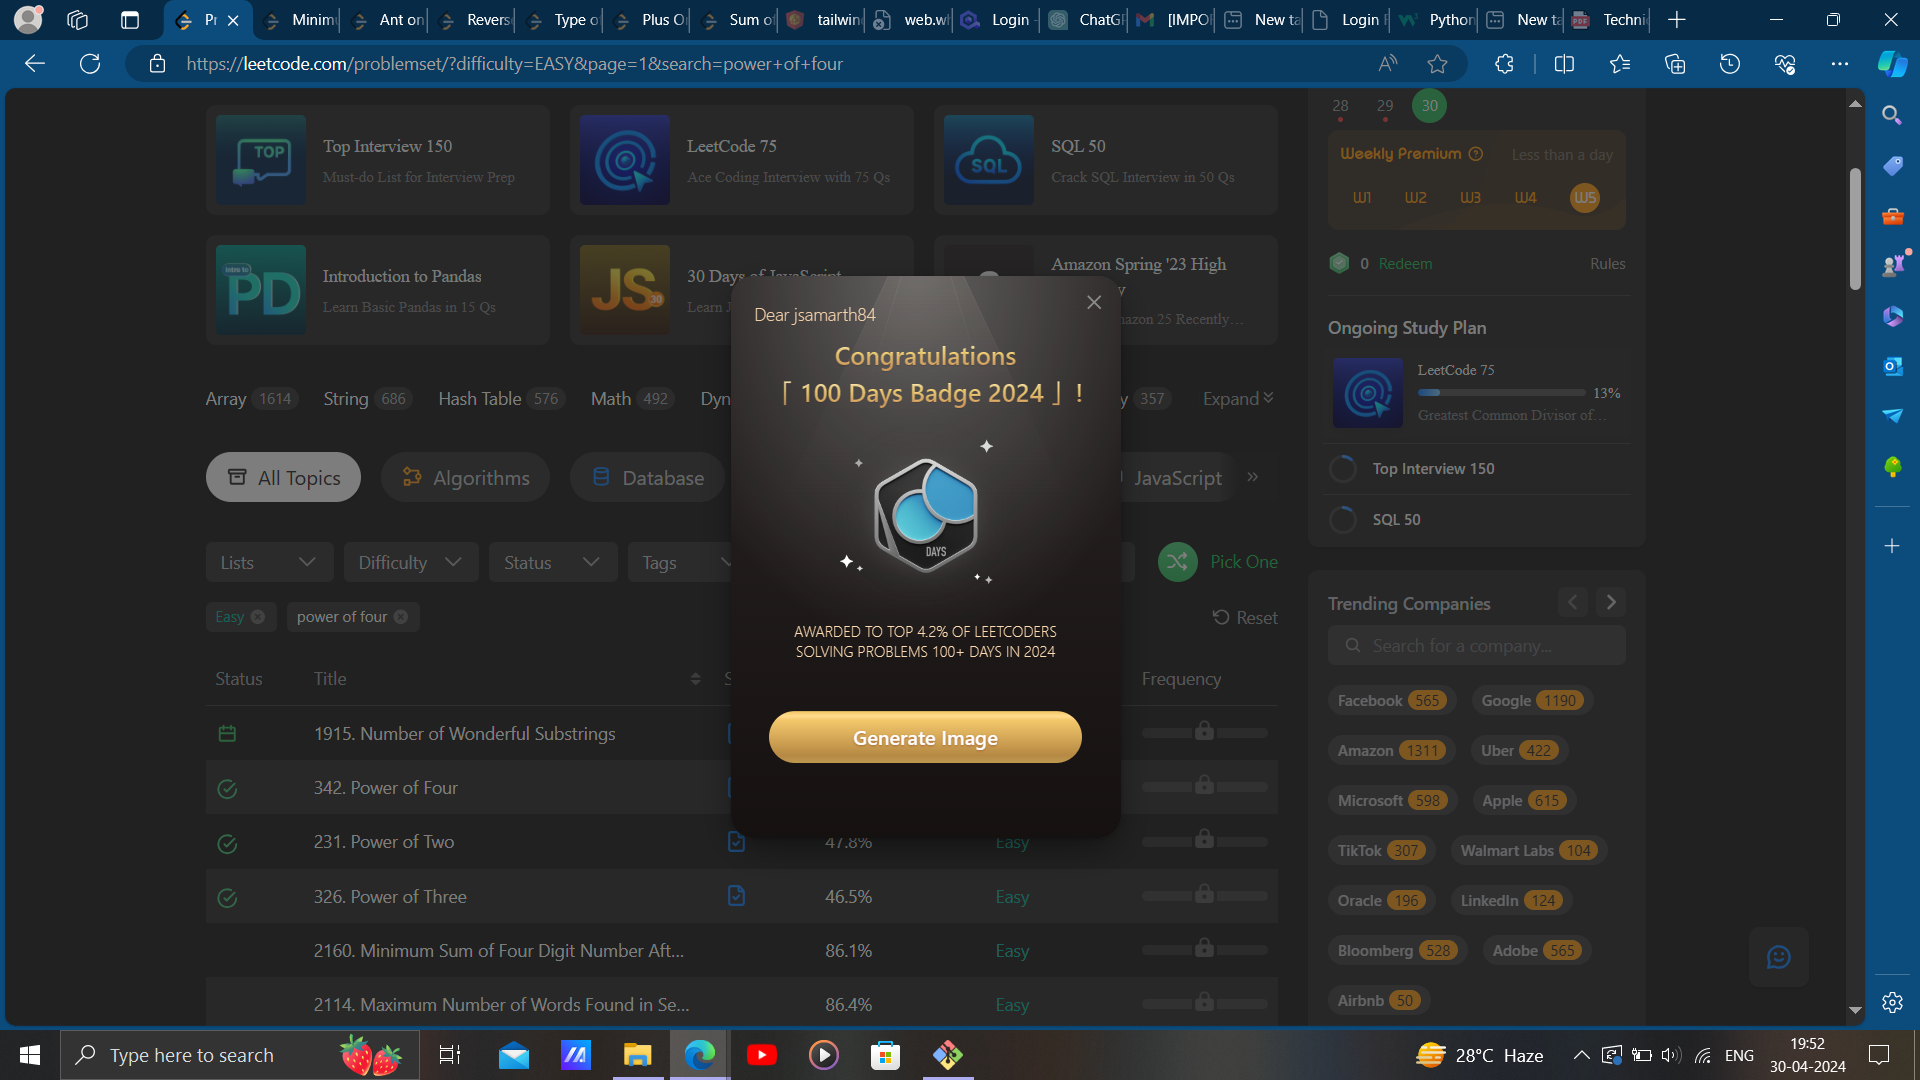 Pr
Minimu
Ant on
Revers
Type o
Plus O
Sum of
tailwin
web.wh
Login -
ChatGP
[IMPOR
New ta
Login
Python
New ta
Techni
https://leetcode.com/problemset/?difficulty=EASY&page=1&search=power+of+four
Top Interview 150
Must-do List for Interview Prep
LeetCode 75
Ace Coding Interview with 75 Qs
SQL 50
Crack SQL Interview in 50 Qs
Introduction to Pandas
Learn Basic Pandas in 15 Qs
30 Days of JavaScript
Learn J
Amazon Spring '23 High
y
azon 25 Recently…
Array 1614
String 686
Hash Table 576
Math 492
Dyn
y 357
Expand
All Topics
Algorithms
Database
JavaScript
Lists
Difficulty
Status
Tags
Pick One
Easy
power of four
Reset
Status
Title
Frequency
1915. Number of Wonderful Substrings
342. Power of Four
231. Power of Two 47.8% Easy
326. Power of Three 46.5% Easy
2160. Minimum Sum of Four Digit Number Aft... 86.1% Easy
2114. Maximum Number of Words Found in Se... 86.4% Easy
Dear jsamarth84
Congratulations
「 100 Days Badge 2024 」 !
DAYS
AWARDED TO TOP 4.2% OF LEETCODERS
SOLVING PROBLEMS 100+ DAYS IN 2024
Generate Image
28 29 30
Weekly Premium Less than a day
W1 W2 W3 W4 W5
0 Redeem Rules
Ongoing Study Plan
LeetCode 75
13%
Greatest Common Divisor of…
Top Interview 150
SQL 50
Trending Companies
Search for a company...
Facebook 565 Google 1190
Amazon 1311 Uber 422
Microsoft 598 Apple 615
TikTok 307 Walmart Labs 104
Oracle 196 LinkedIn 124
Bloomberg 528 Adobe 565
Airbnb 50
Type here to search
28°C Haze
ENG
19:52
30-04-2024